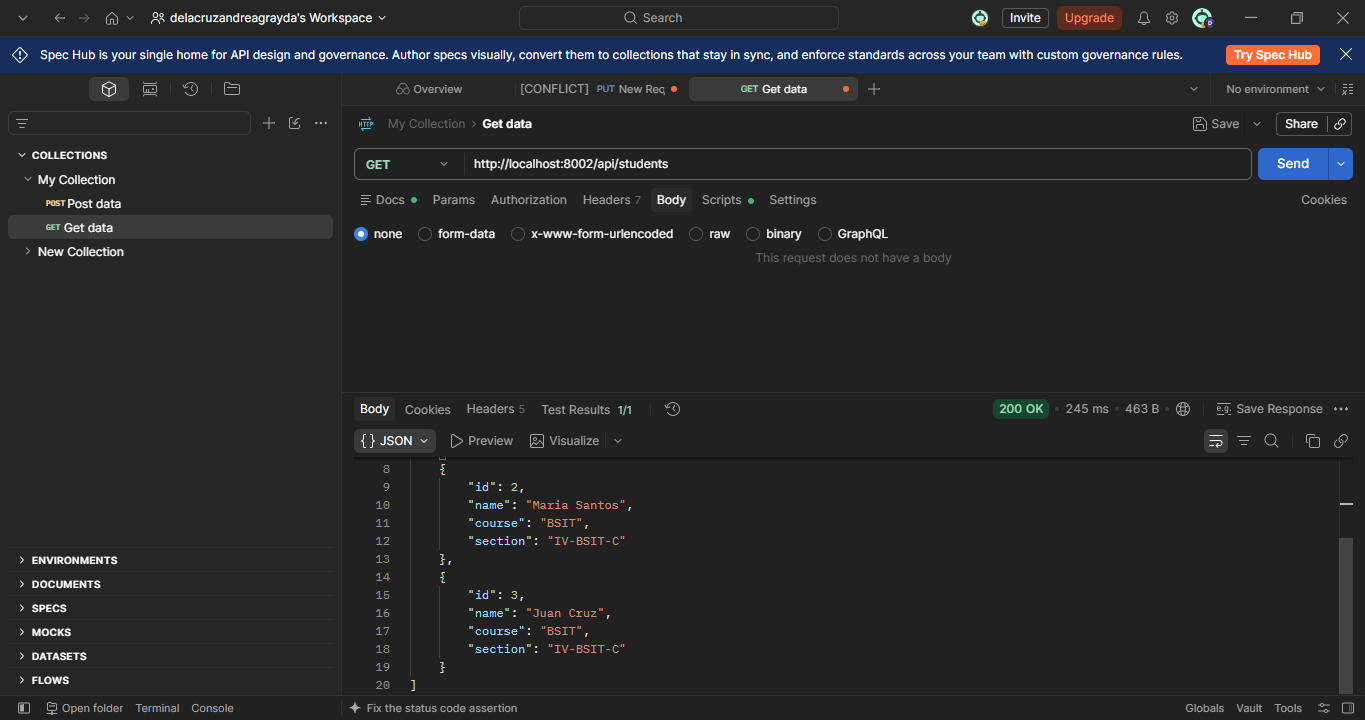 delacruzandreagrayda's Workspace
Search
Invite
Upgrade
Spec Hub is your single home for API design and governance. Author specs visually, convert them to collections that stay in sync, and enforce standards across your team with custom governance rules.
Try Spec Hub
Overview
[CONFLICT] PUT New Req
GET Get data
No environment
COLLECTIONS
My Collection
POST Post data
GET Get data
New Collection
ENVIRONMENTS
DOCUMENTS
SPECS
MOCKS
DATASETS
FLOWS
HTTP My Collection > Get data
Save
Share
GET http://localhost:8002/api/students
Send
Docs Params Authorization Headers 7 Body Scripts Settings
Cookies
none form-data x-www-form-urlencoded raw binary GraphQL
This request does not have a body
Body Cookies Headers 5 Test Results 1/1
200 OK 245 ms 463 B
e.g. Save Response
{} JSON Preview Visualize
8 {
9 "id": 2,
10 "name": "Maria Santos",
11 "course": "BSIT",
12 "section": "IV-BSIT-C"
13 },
14 {
15 "id": 3,
16 "name": "Juan Cruz",
17 "course": "BSIT",
18 "section": "IV-BSIT-C"
19 }
20 ]
Open folder Terminal Console
Fix the status code assertion
Globals Vault Tools